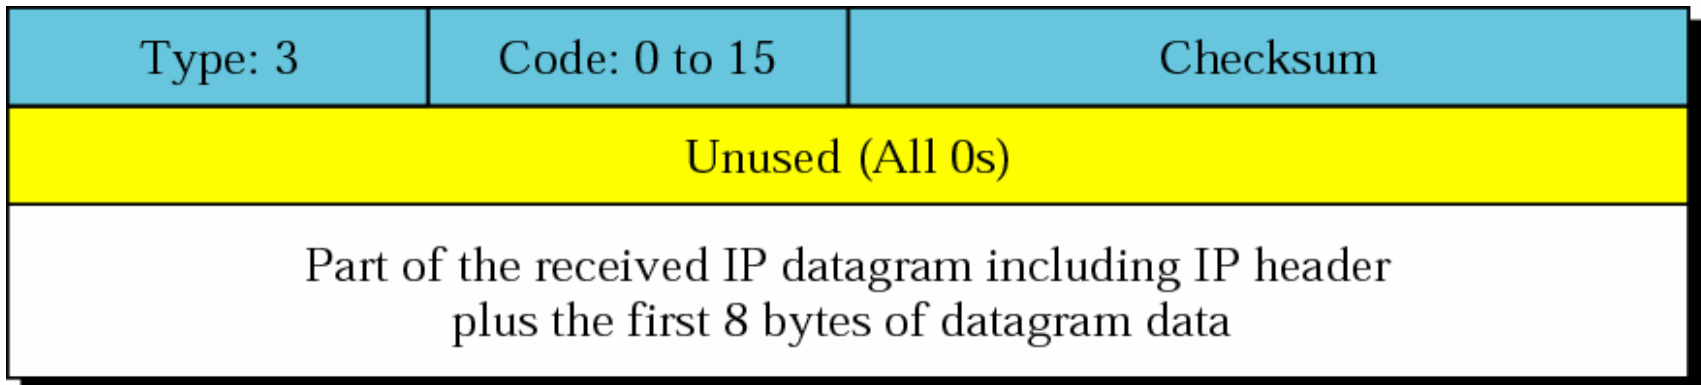 Type: 3
Code: 0 to 15
Checksum
Unused (All 0s)
Part of the received IP datagram including IP header
plus the first 8 bytes of datagram data